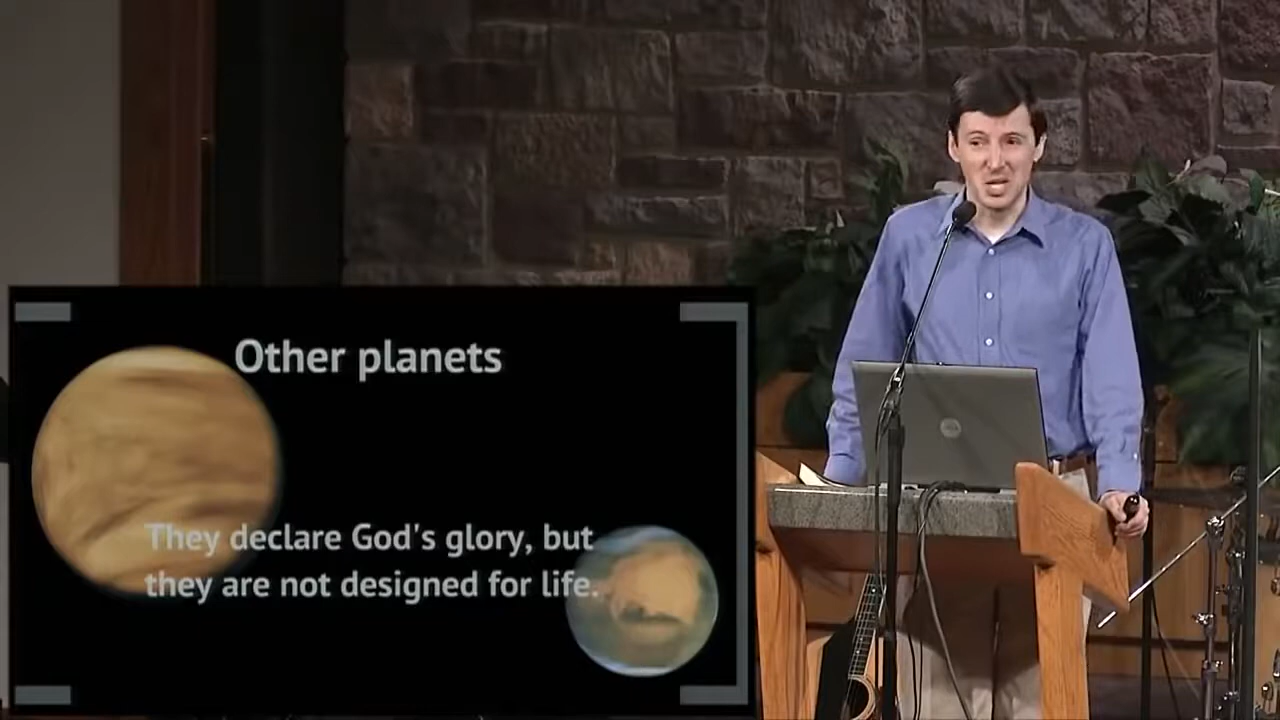 Other planets
They declare God's glory, but
they are not designed for life.